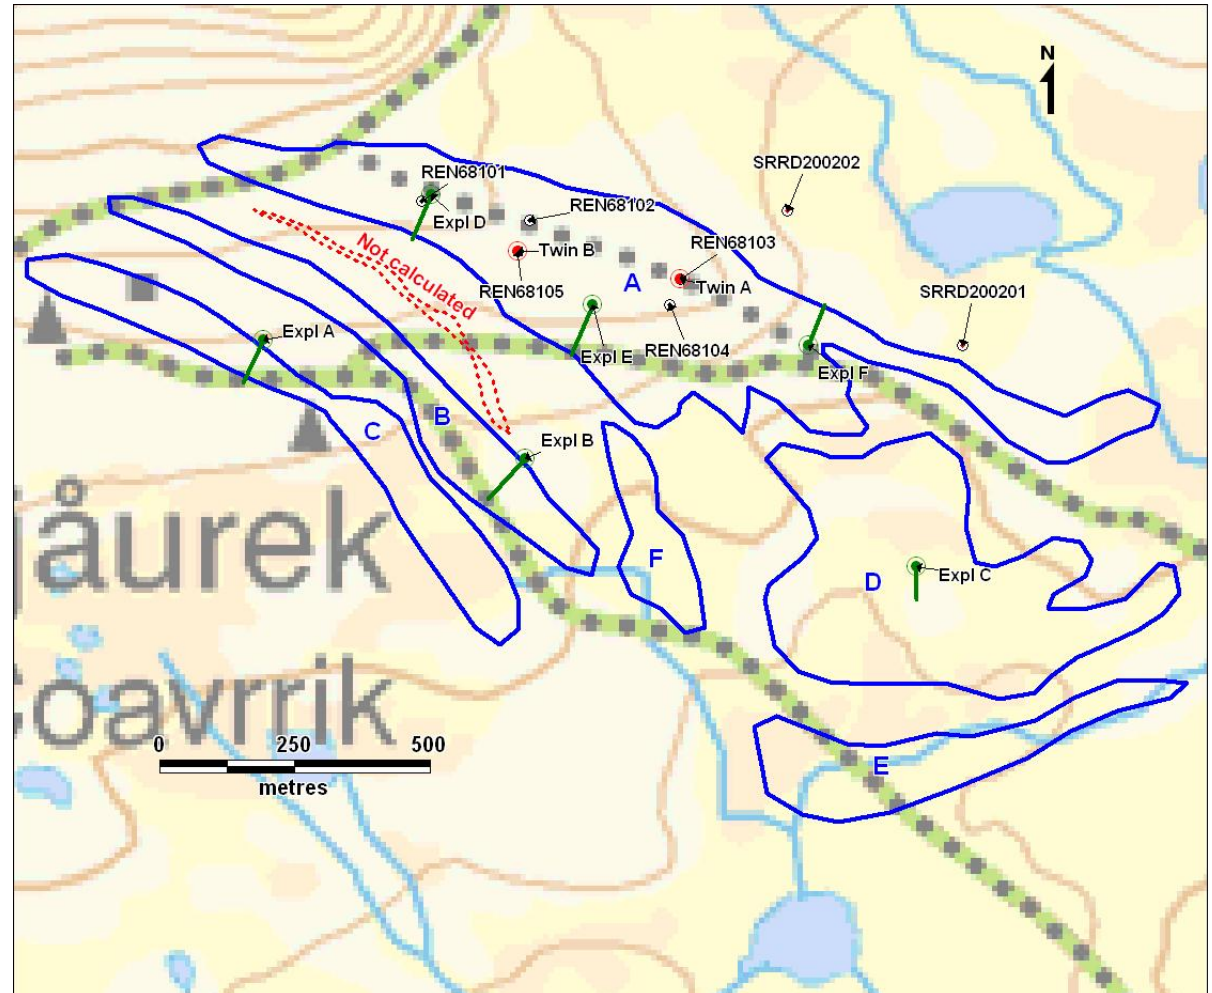 N
SRRD200202
REN68101
Expl D
REN68102
REN68103
Twin B
Not calculated
A
Twin A
REN68105
SRRD200201
Expl A
Expl E
REN68104
Expl F
B
C
Expl B
F
D
Expl C
jåurek
Čoavrrik
0 250 500
metres
E